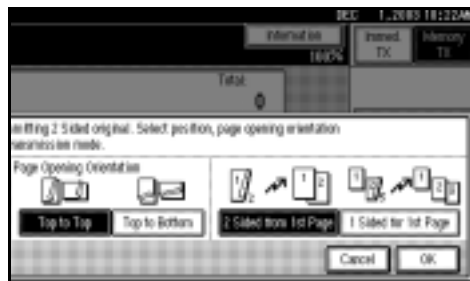 DEC 1,2003 10:22AM
Information
Immed. TX
Memory TX
100%
Total:
0
mitting 2 Sided original. Select position, page opening orientation
ransmission mode.
Page Opening Orientation
Top to Top
Top to Bottom
2 Sided from 1st Page
1 Sided for 1st Page
Cancel
OK